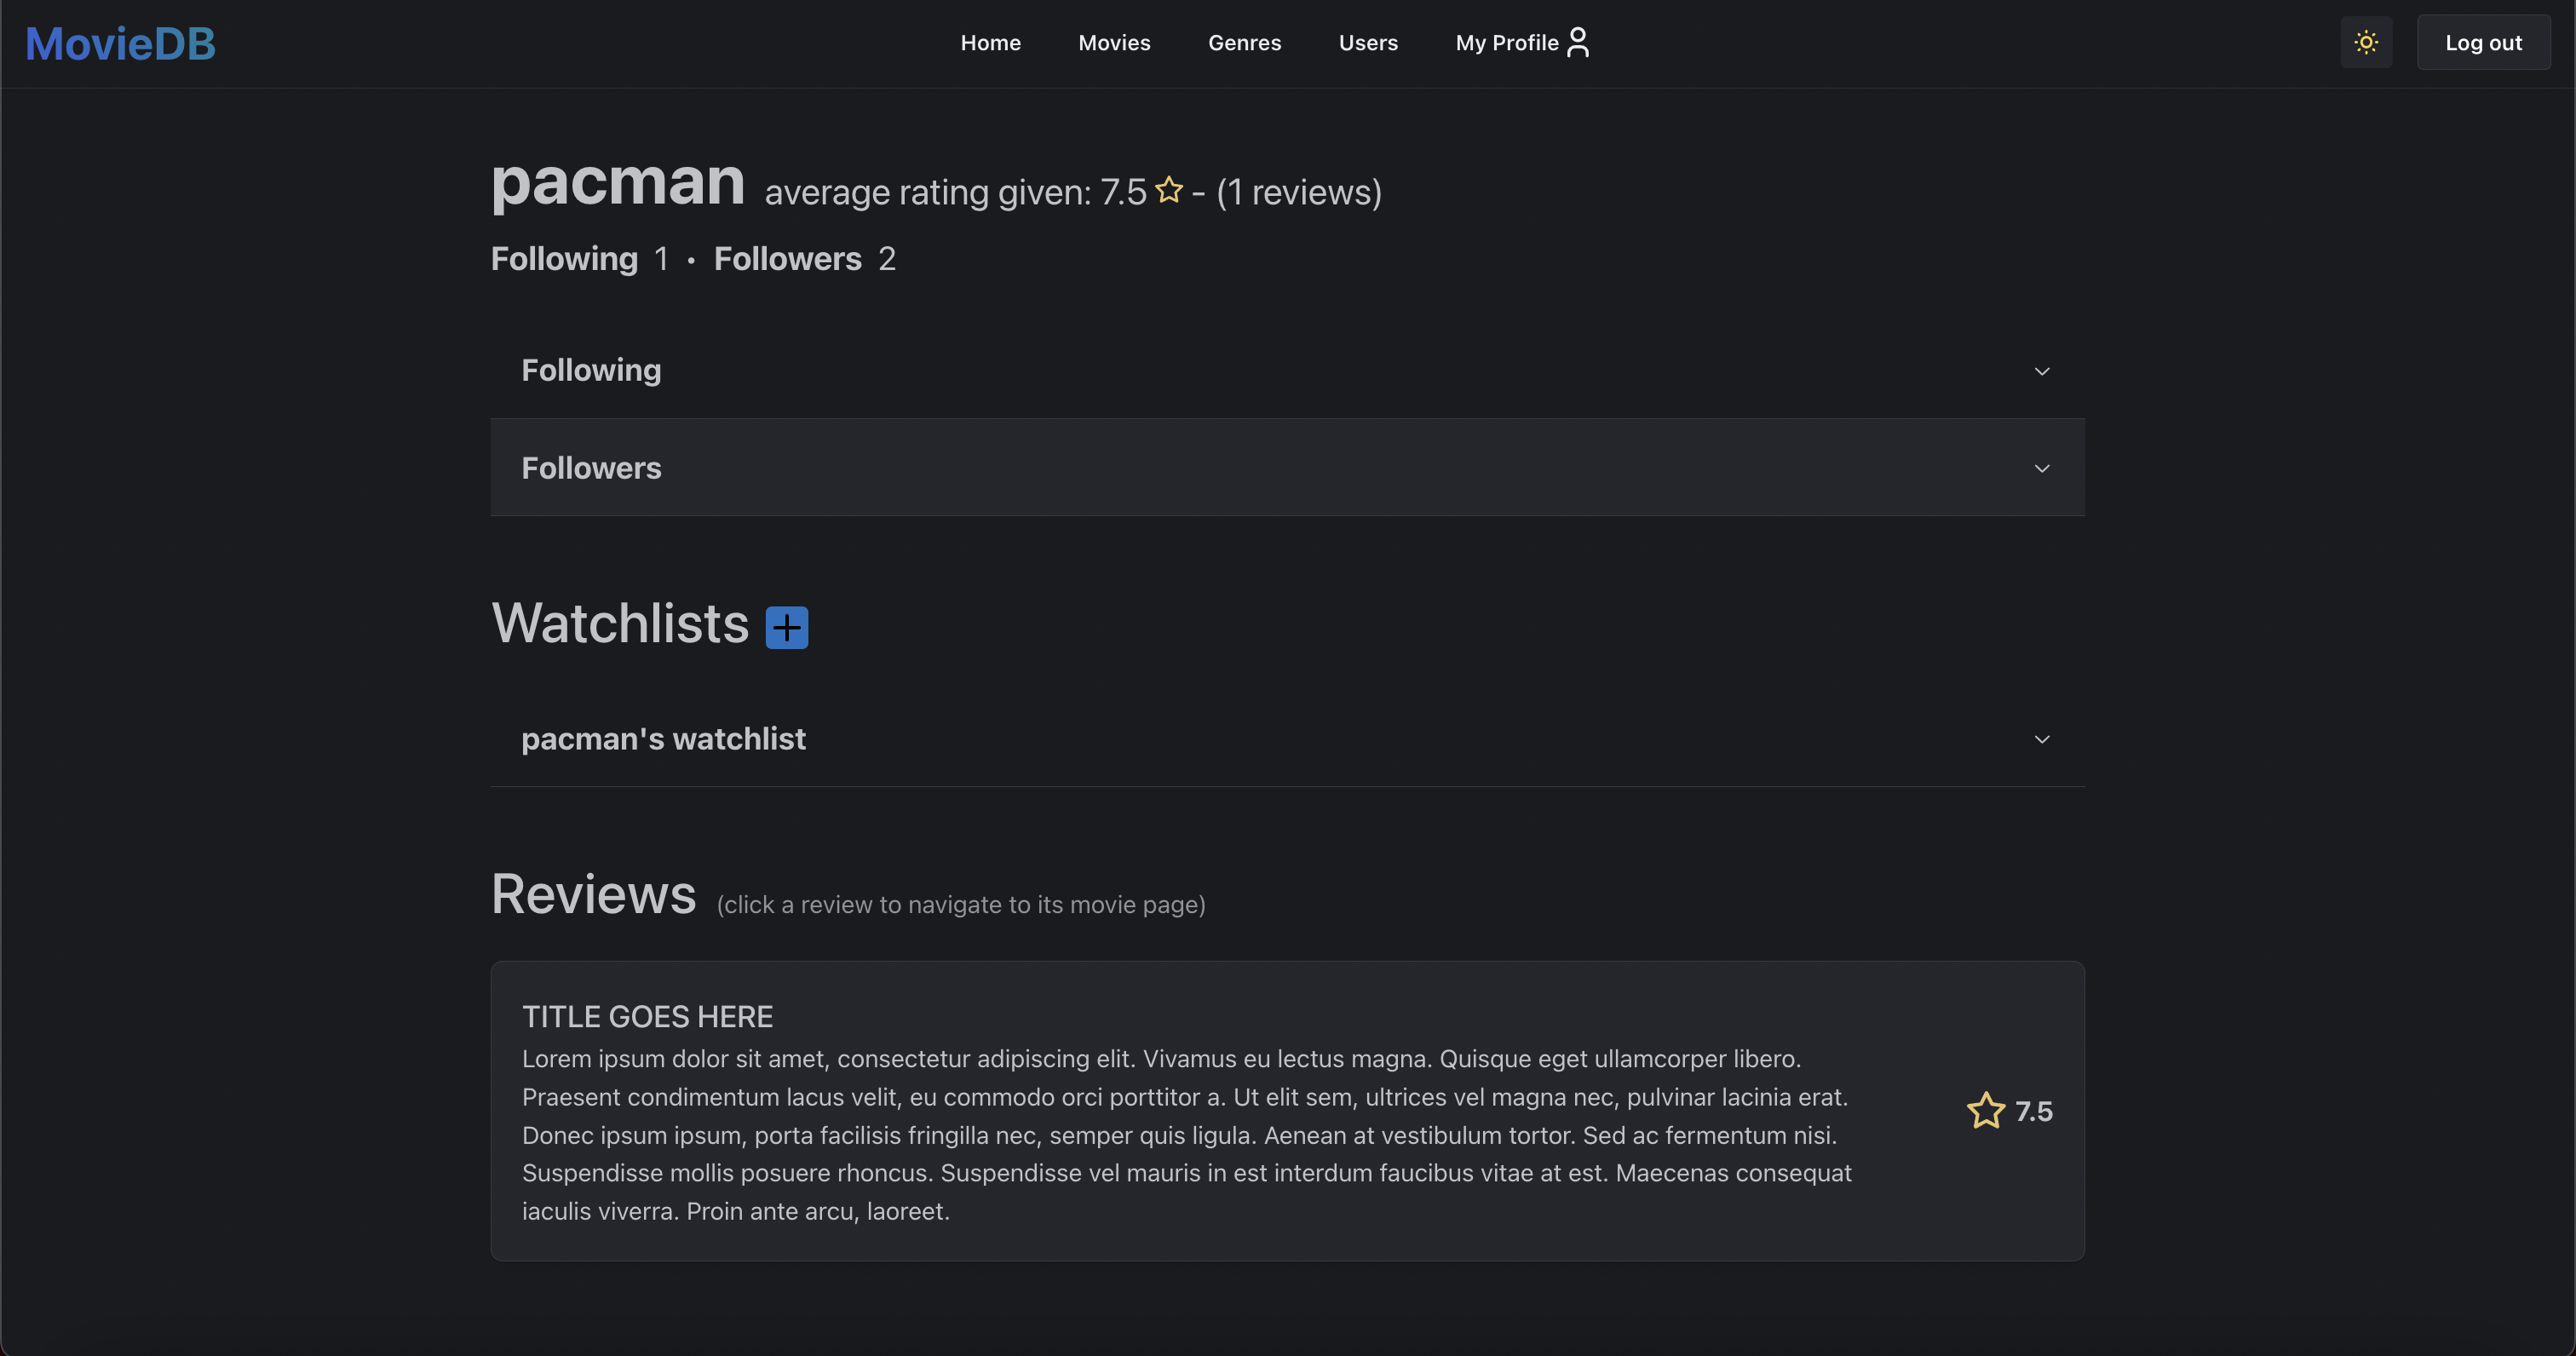 MovieDB
Home Movies Genres Users My Profile
Log out
pacman average rating given: 7.5 - (1 reviews)
Following 1 · Followers 2
Following
Followers
Watchlists
pacman's watchlist
Reviews (click a review to navigate to its movie page)
TITLE GOES HERE
Lorem ipsum dolor sit amet, consectetur adipiscing elit. Vivamus eu lectus magna. Quisque eget ullamcorper libero.
Praesent condimentum lacus velit, eu commodo orci porttitor a. Ut elit sem, ultrices vel magna nec, pulvinar lacinia erat.
Donec ipsum ipsum, porta facilisis fringilla nec, semper quis ligula. Aenean at vestibulum tortor. Sed ac fermentum nisi.
Suspendisse mollis posuere rhoncus. Suspendisse vel mauris in est interdum faucibus vitae at est. Maecenas consequat
iaculis viverra. Proin ante arcu, laoreet.
7.5